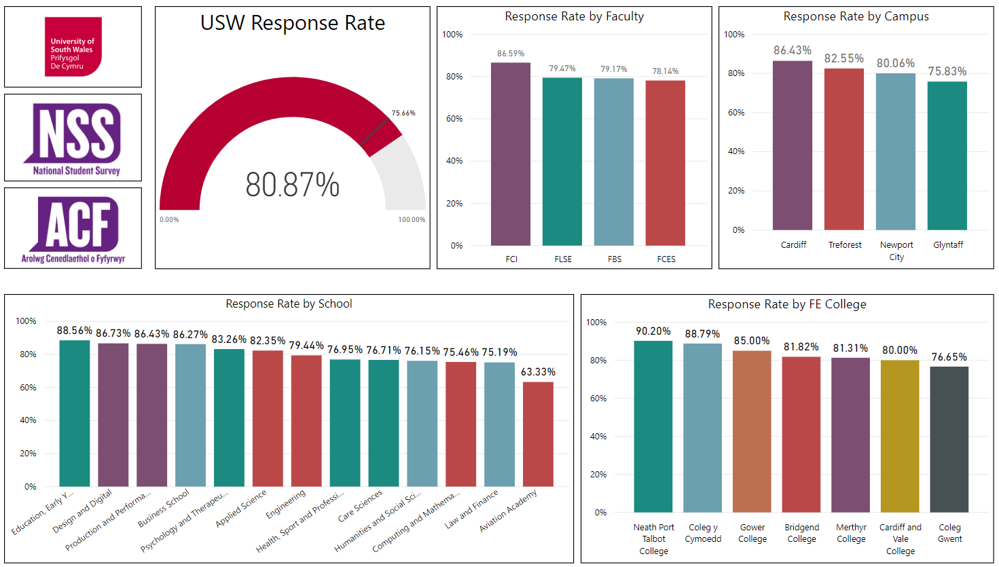 University of
South Wales
Prifysgol
De Cymru
NSS
National Student Survey
ACF
Arolwg Cenedlaethol o Fyfyrwyr
USW Response Rate
75.66%
80.87%
0.00%
100.00%
Response Rate by Faculty
100%
80%
60%
40%
20%
0%
86.59%
79.47%
79.17%
78.14%
FCI
FLSE
FBS
FCES
Response Rate by Campus
100%
80%
60%
40%
20%
0%
86.43%
82.55%
80.06%
75.83%
Cardiff
Treforest
Newport
City
Glyntaff
Response Rate by School
100%
80%
60%
40%
20%
0%
88.56%
86.73%
86.43%
86.27%
83.26%
82.35%
79.44%
76.95%
76.71%
76.15%
75.46%
75.19%
63.33%
Education, Early Y...
Design and Digital
Production and Performa...
Business School
Psychology and Therapeu...
Applied Science
Engineering
Health, Sport and Professi...
Care Sciences
Humanities and Social Sci...
Computing and Mathema...
Law and Finance
Aviation Academy
Response Rate by FE College
100%
80%
60%
40%
20%
0%
90.20%
88.79%
85.00%
81.82%
81.31%
80.00%
76.65%
Neath Port
Talbot
College
Coleg y
Cymoedd
Gower
College
Bridgend
College
Merthyr
College
Cardiff and
Vale
College
Coleg
Gwent